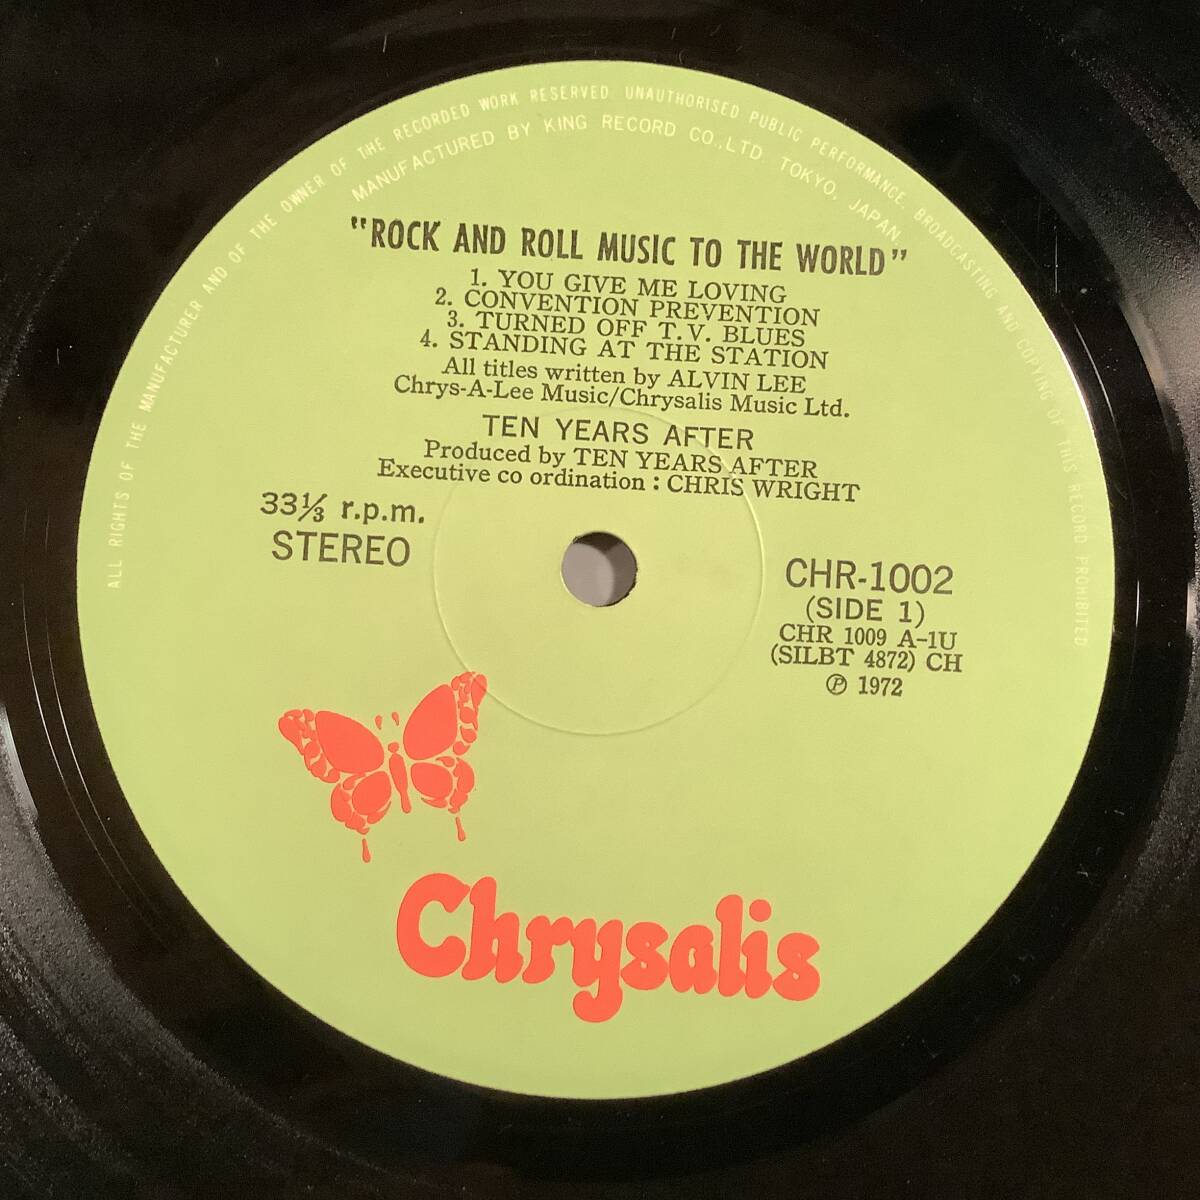 ALL RIGHTS OF THE MANUFACTURER AND OF THE OWNER OF THE RECORDED WORK RESERVED. UNAUTHORISED PUBLIC PERFORMANCE, BROADCASTING AND COPYING OF THIS RECORD PROHIBITED
MANUFACTURED BY KING RECORD CO., LTD. TOKYO, JAPAN
"ROCK AND ROLL MUSIC TO THE WORLD"
1. YOU GIVE ME LOVING
2. CONVENTION PREVENTION
3. TURNED OFF T.V. BLUES
4. STANDING AT THE STATION
All titles written by ALVIN LEE
Chrys-A-Lee Music/Chrysalis Music Ltd.
TEN YEARS AFTER
Produced by TEN YEARS AFTER
Executive co ordination : CHRIS WRIGHT
33⅓ r.p.m.
STEREO
CHR-1002
(SIDE 1)
CHR 1009 A-1U
(SILBT 4872) CH
Ⓟ 1972
Chrysalis